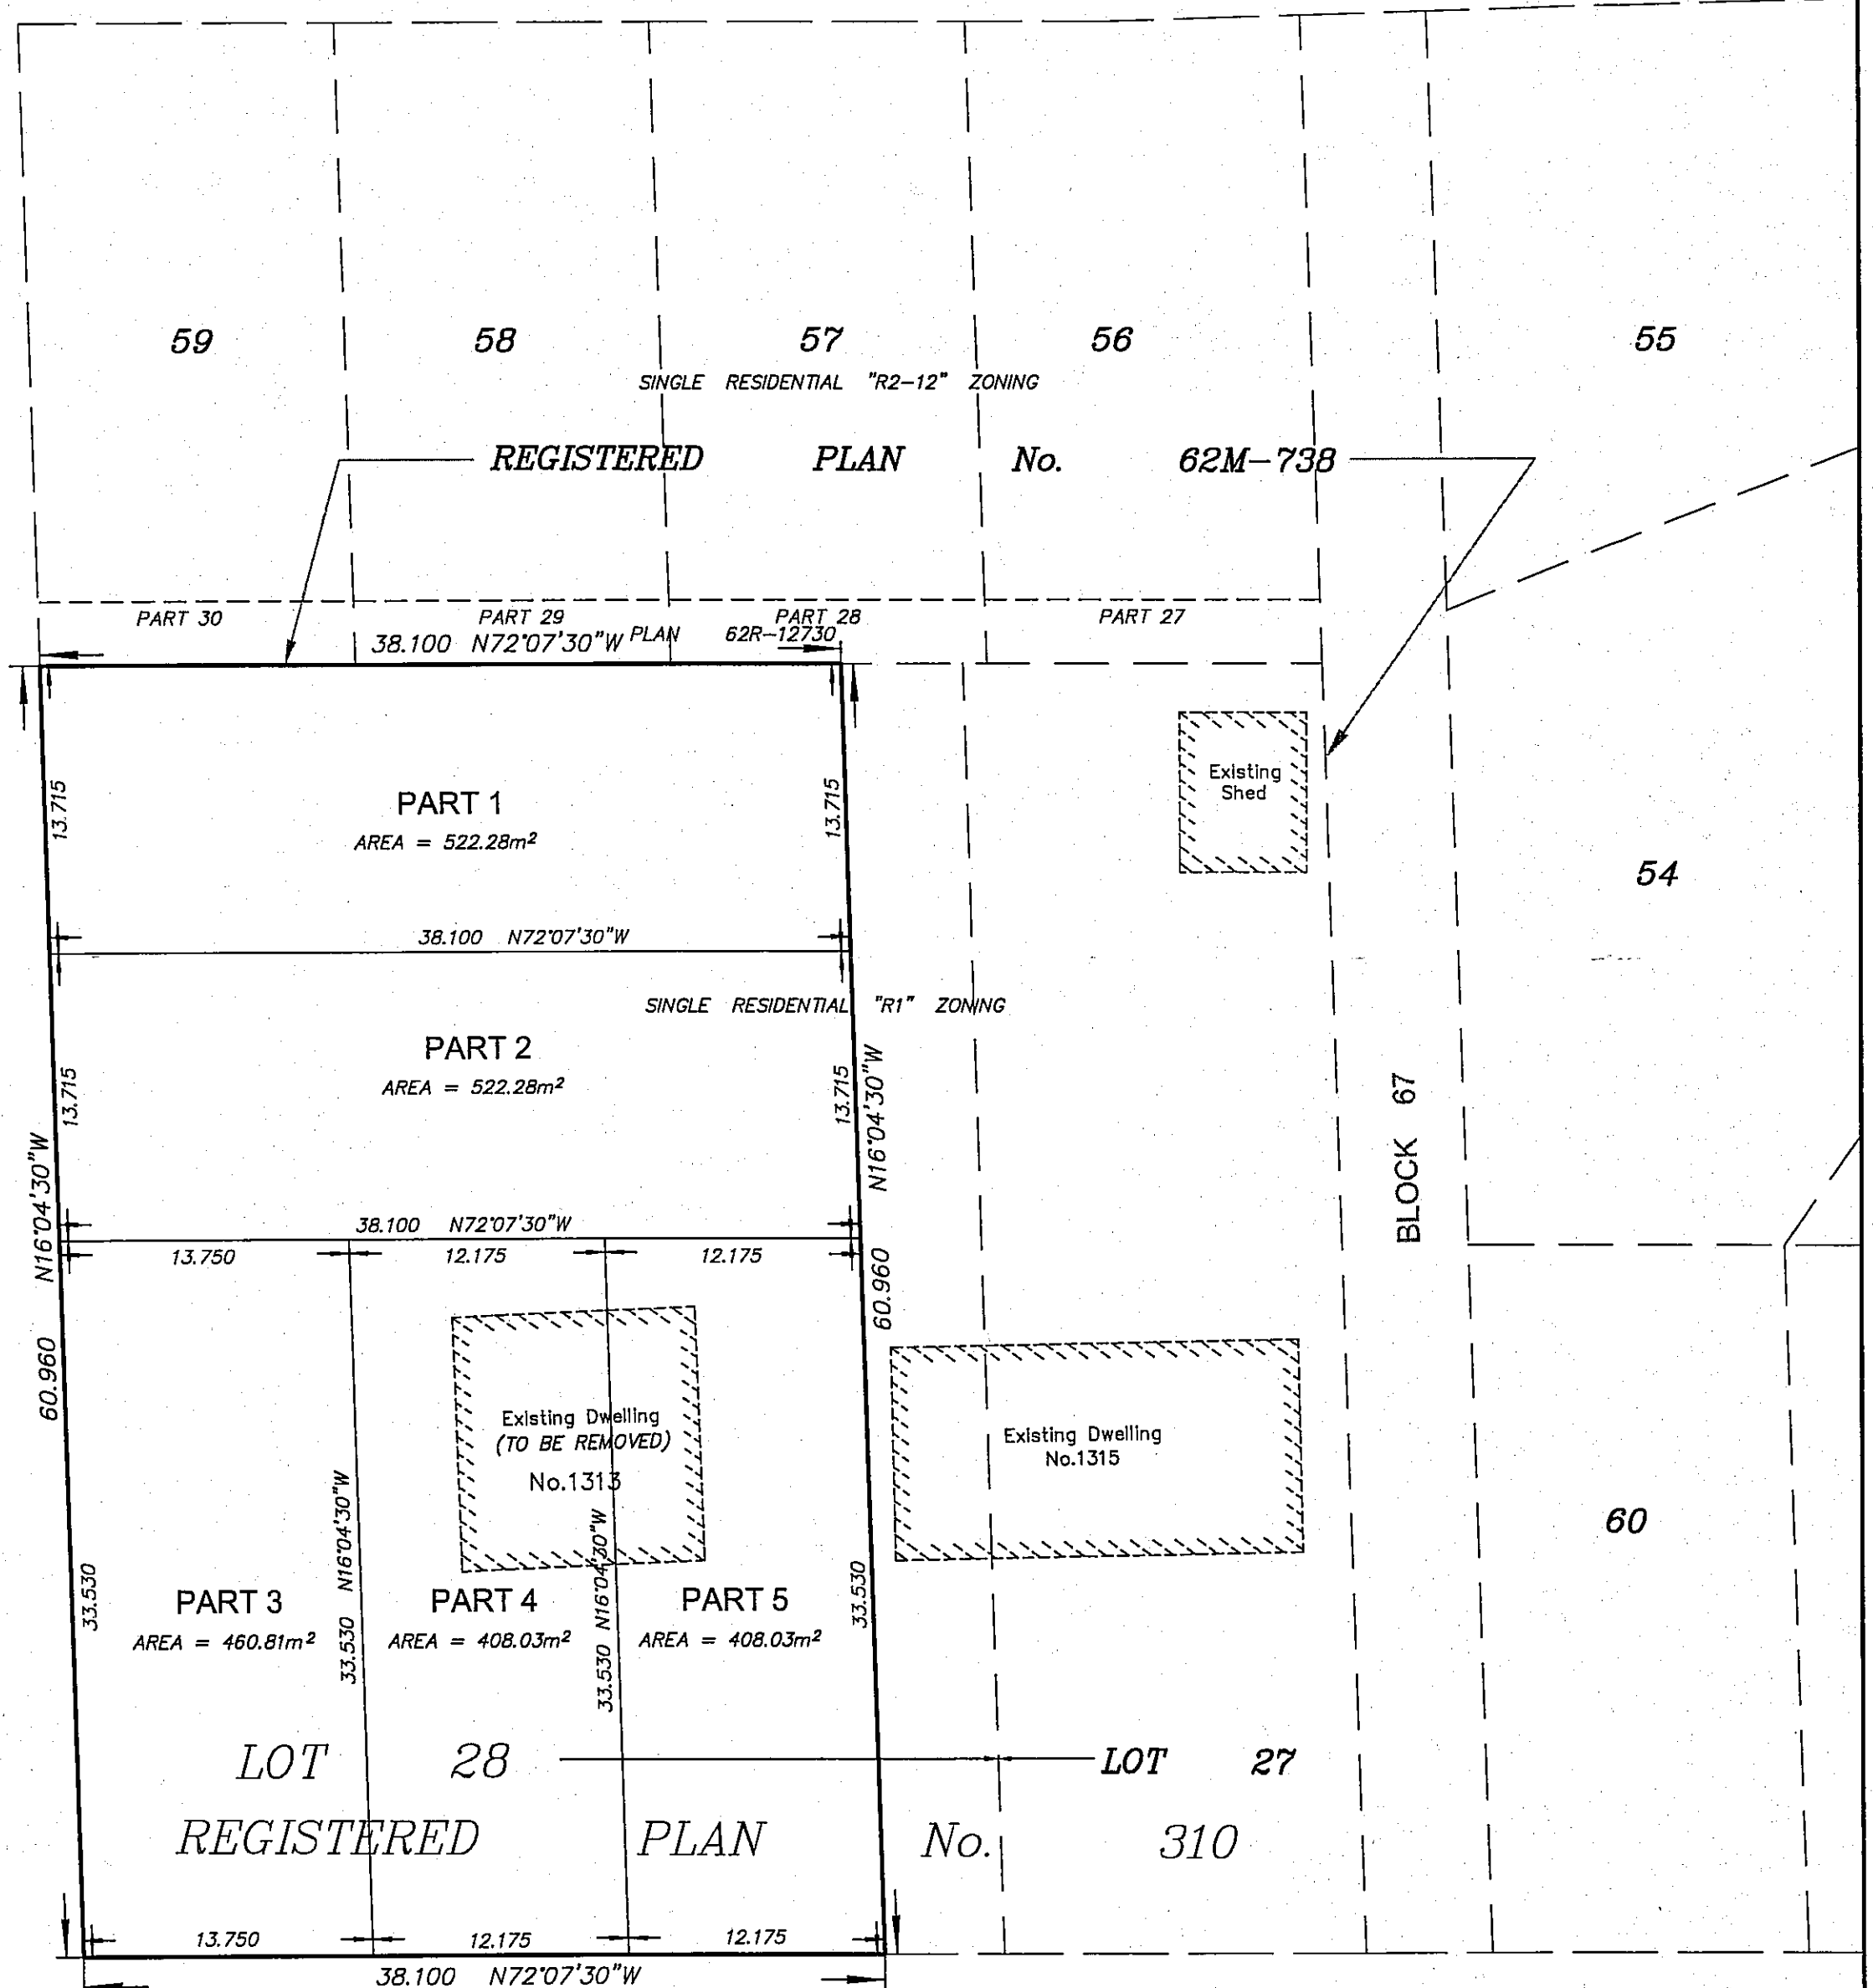 59 58 57 56 55
SINGLE RESIDENTIAL "R2-12" ZONING
REGISTERED PLAN No. 62M-738
PART 30 PART 29 PART 28 PART 27
38.100 N72°07'30"W PLAN 62R-12730
Existing
Shed
13.715
13.715
PART 1
AREA = 522.28m²
54
38.100 N72°07'30"W
SINGLE RESIDENTIAL "R1" ZONING
PART 2
AREA = 522.28m²
13.715
13.715
N16°04'30"W
60.960
N16°04'30"W
60.960
BLOCK 67
38.100 N72°07'30"W
13.750 12.175 12.175
Existing Dwelling
(TO BE REMOVED)
No.1313
Existing Dwelling
No.1315
60
33.530
33.530 N16°04'30"W
33.530 N16°04'30"W
33.530
PART 3
AREA = 460.81m²
PART 4
AREA = 408.03m²
PART 5
AREA = 408.03m²
LOT 28 LOT 27
REGISTERED PLAN No. 310
13.750 12.175 12.175
38.100 N72°07'30"W